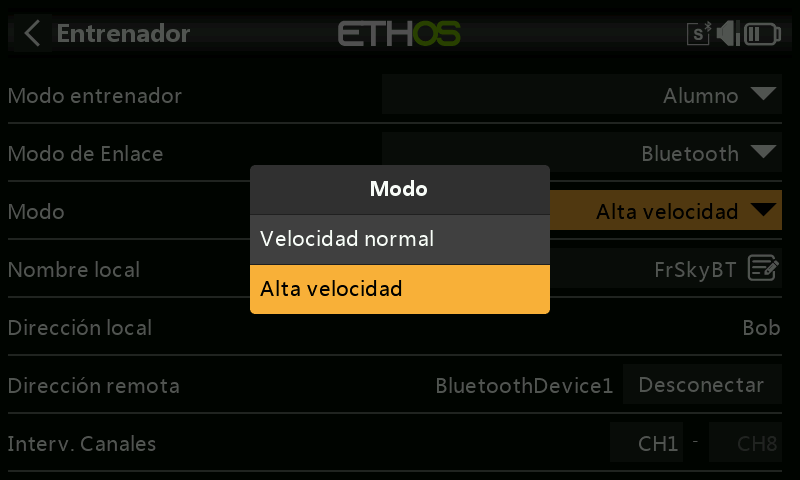 Entrenador ETHOS S
Modo entrenador Alumno
Modo de Enlace Bluetooth
Modo
Modo Alta velocidad
Velocidad normal
Nombre local FrSkyBT
Alta velocidad
Dirección local Bob
Dirección remota BluetoothDevice1 Desconectar
Interv. Canales CH1 - CH8